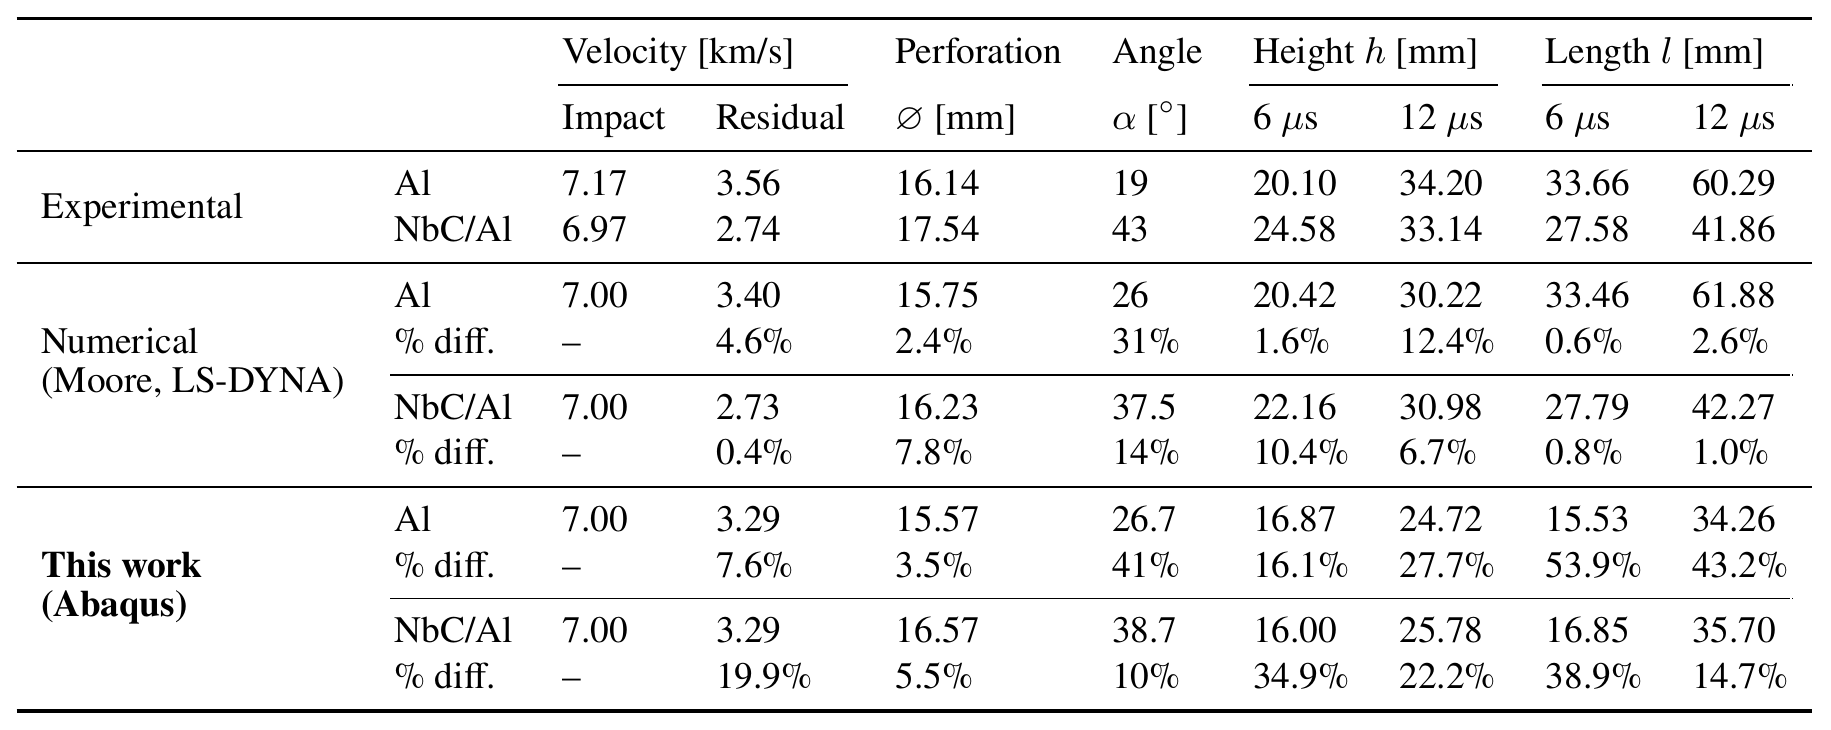 Velocity [km/s] Perforation Angle Height h [mm] Length l [mm]
Impact Residual ∅ [mm] α [°] 6 μs 12 μs 6 μs 12 μs
Experimental
Al 7.17 3.56 16.14 19 20.10 34.20 33.66 60.29
NbC/Al 6.97 2.74 17.54 43 24.58 33.14 27.58 41.86
Numerical
(Moore, LS-DYNA)
Al 7.00 3.40 15.75 26 20.42 30.22 33.46 61.88
% diff. – 4.6% 2.4% 31% 1.6% 12.4% 0.6% 2.6%
NbC/Al 7.00 2.73 16.23 37.5 22.16 30.98 27.79 42.27
% diff. – 0.4% 7.8% 14% 10.4% 6.7% 0.8% 1.0%
This work
(Abaqus)
Al 7.00 3.29 15.57 26.7 16.87 24.72 15.53 34.26
% diff. – 7.6% 3.5% 41% 16.1% 27.7% 53.9% 43.2%
NbC/Al 7.00 3.29 16.57 38.7 16.00 25.78 16.85 35.70
% diff. – 19.9% 5.5% 10% 34.9% 22.2% 38.9% 14.7%